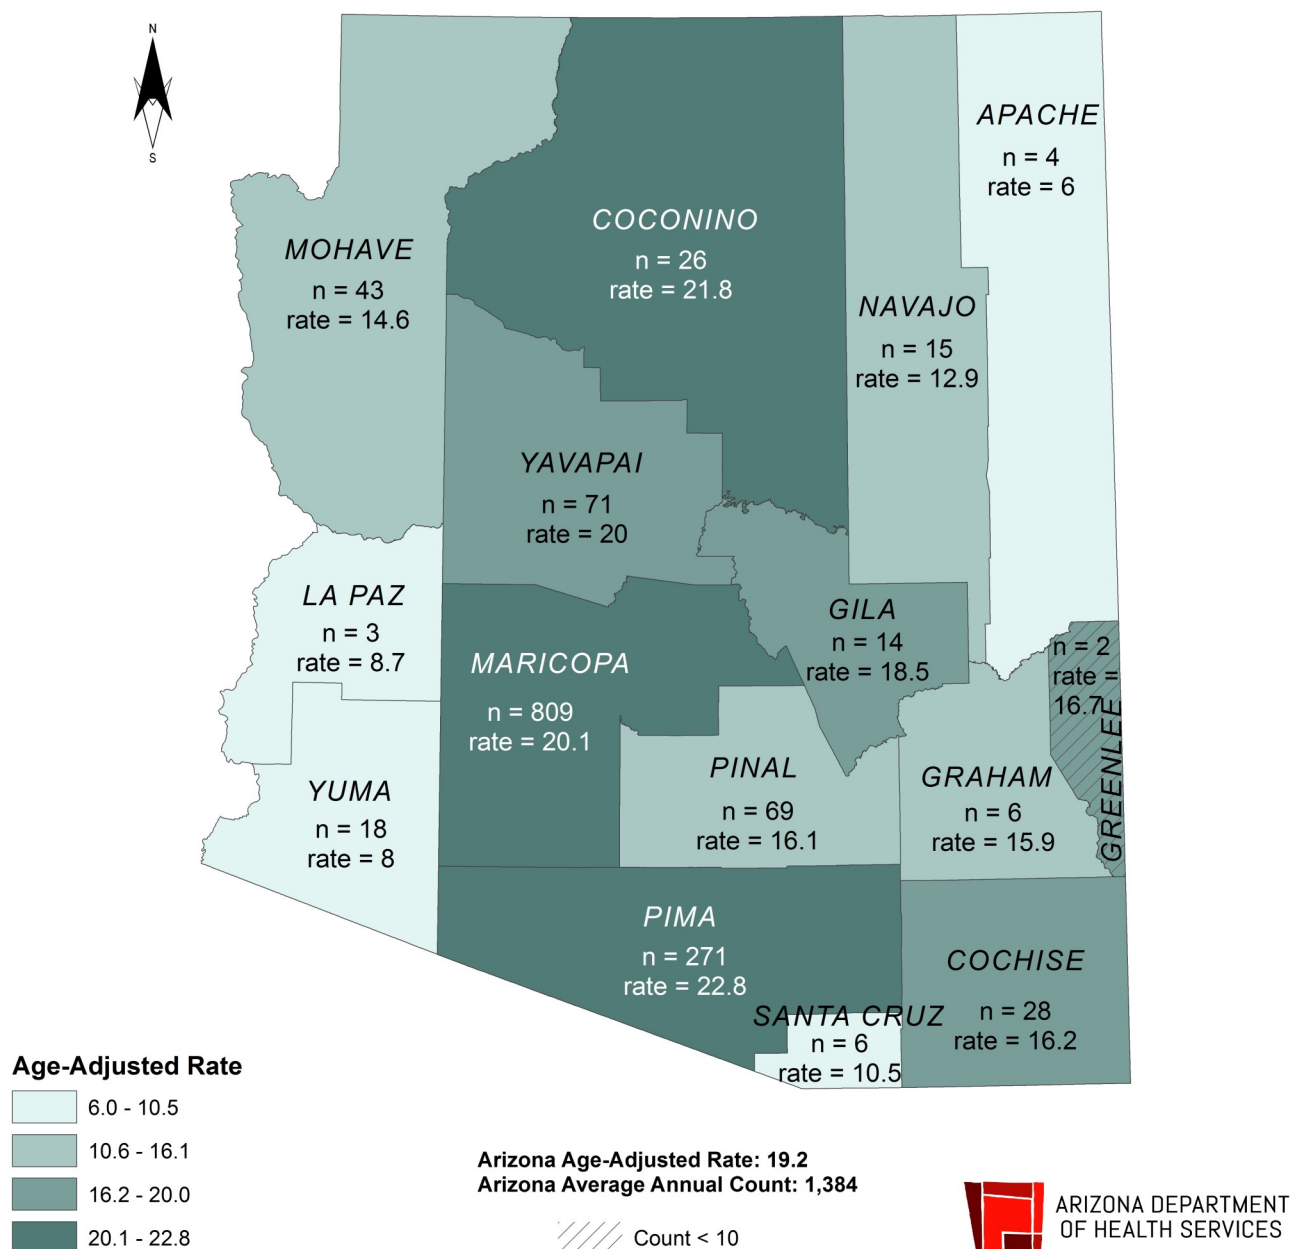 N
S
APACHE
n = 4
rate = 6
COCONINO
n = 26
rate = 21.8
MOHAVE
n = 43
rate = 14.6
NAVAJO
n = 15
rate = 12.9
YAVAPAI
n = 71
rate = 20
LA PAZ
n = 3
rate = 8.7
GILA
n = 14
rate = 18.5
n = 2
rate =
16.7
GREENLEE
MARICOPA
n = 809
rate = 20.1
PINAL
n = 69
rate = 16.1
GRAHAM
n = 6
rate = 15.9
YUMA
n = 18
rate = 8
PIMA
n = 271
rate = 22.8
COCHISE
n = 28
rate = 16.2
SANTA CRUZ
n = 6
rate = 10.5
Age-Adjusted Rate
6.0 - 10.5
10.6 - 16.1
16.2 - 20.0
20.1 - 22.8
Arizona Age-Adjusted Rate: 19.2
Arizona Average Annual Count: 1,384
Count < 10
ARIZONA DEPARTMENT
OF HEALTH SERVICES